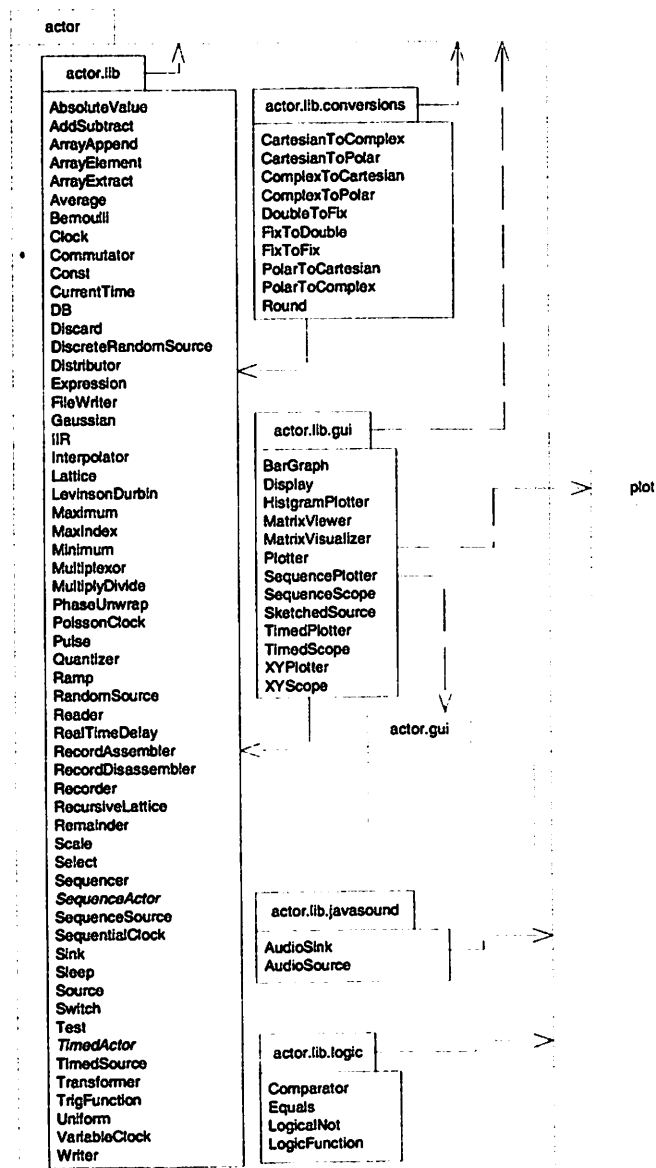 actor
actor.lib
AbsoluteValue
AddSubtract
ArrayAppend
ArrayElement
ArrayExtract
Average
Bernoulli
Clock
Commutator
Const
CurrentTime
DB
Discard
DiscreteRandomSource
Distributor
Expression
FileWriter
Gaussian
IIR
Interpolator
Lattice
LevinsonDurbin
Maximum
MaxIndex
Minimum
Multiplexor
MultiplyDivide
PhaseUnwrap
PoissonClock
Pulse
Quantizer
Ramp
RandomSource
Reader
RealTimeDelay
RecordAssembler
RecordDisassembler
Recorder
RecursiveLattice
Remainder
Scale
Select
Sequencer
SequenceActor
SequenceSource
SequentialClock
Sink
Sleep
Source
Switch
Test
TimedActor
TimedSource
Transformer
TrigFunction
Uniform
VariableClock
Writer
actor.lib.conversions
CartesianToComplex
CartesianToPolar
ComplexToCartesian
ComplexToPolar
DoubleToFix
FixToDouble
FixToFix
PolarToCartesian
PolarToComplex
Round
actor.lib.gui
BarGraph
Display
HistgramPlotter
MatrixViewer
MatrixVisualizer
Plotter
SequencePlotter
SequenceScope
SketchedSource
TimedPlotter
TimedScope
XYPlotter
XYScope
plot
actor.gui
actor.lib.javasound
AudioSink
AudioSource
actor.lib.logic
Comparator
Equals
LogicalNot
LogicFunction